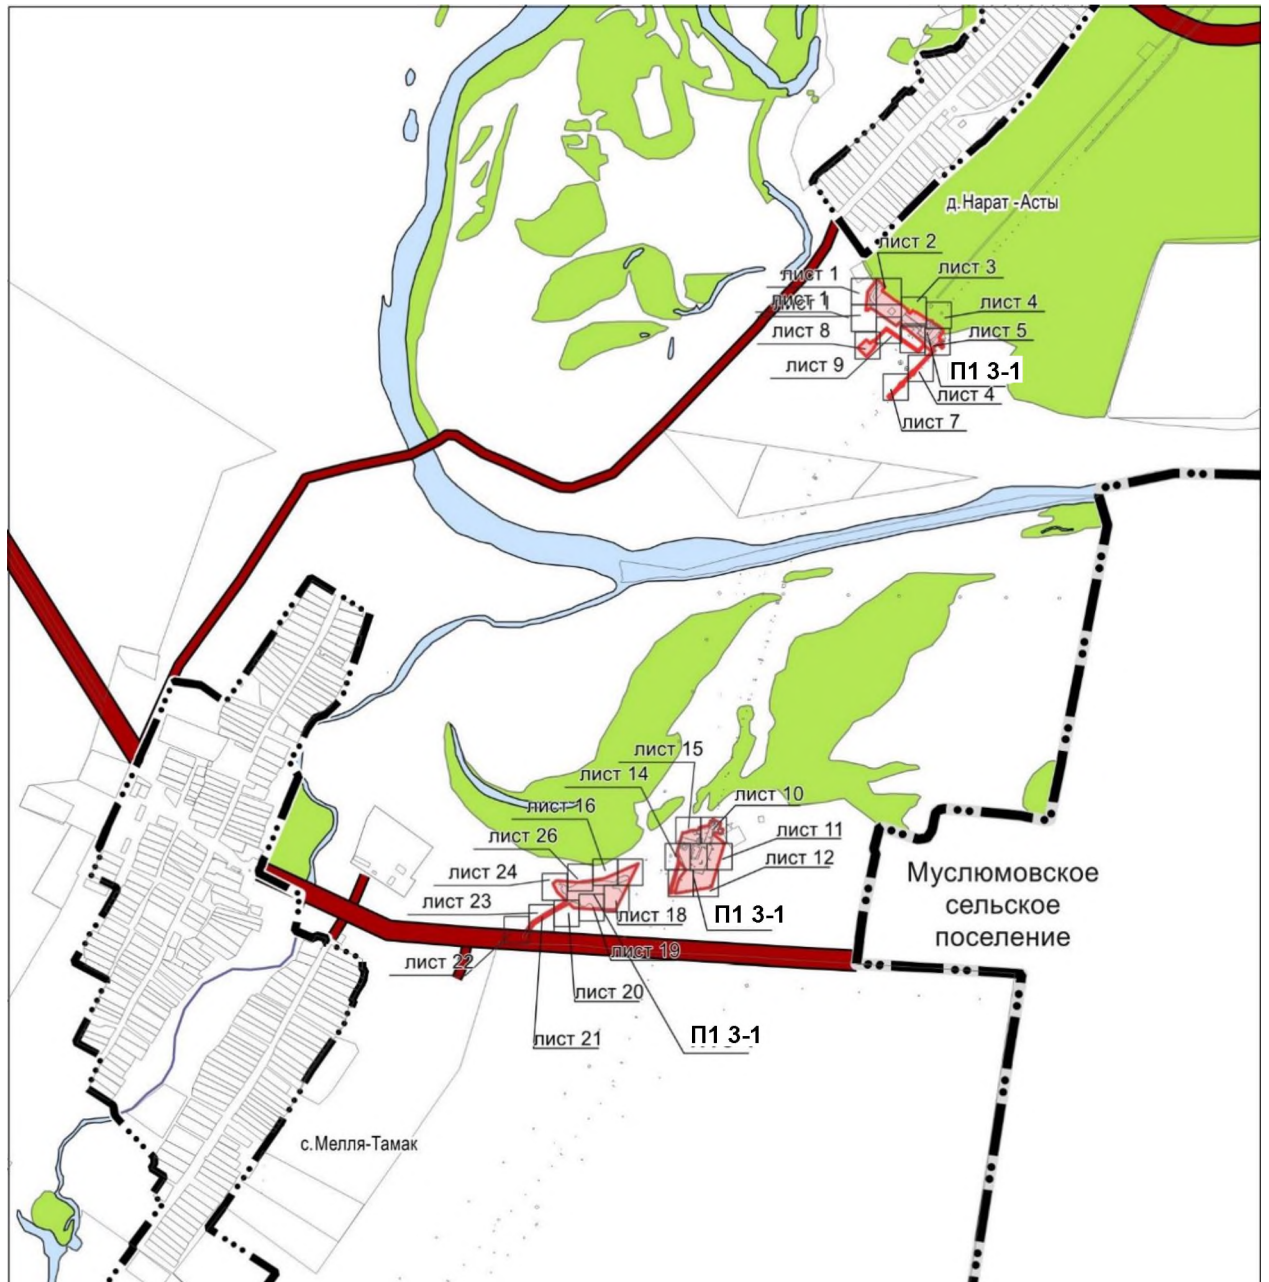 д.Нарат -Асты
лист 2
лист 1
лист 3
лист 1
лист 4
лист 8
лист 5
лист 9
П1 3-1
лист 4
лист 7
лист 15
лист 14
лист 10
лист 16
лист 11
лист 26
лист 12
лист 24
Муслюмовское
сельское
поселение
лист 23
лист 18
П1 3-1
лист 22
лист 19
лист 20
лист 21
П1 3-1
с.Мелля-Тамак